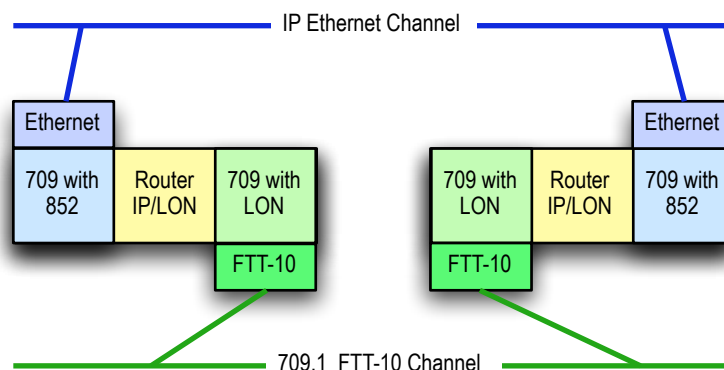 IP Ethernet Channel
Ethernet
Ethernet
709 with
852
Router
IP/LON
709 with
LON
709 with
LON
Router
IP/LON
709 with
852
FTT-10
FTT-10
709.1 FTT-10 Channel